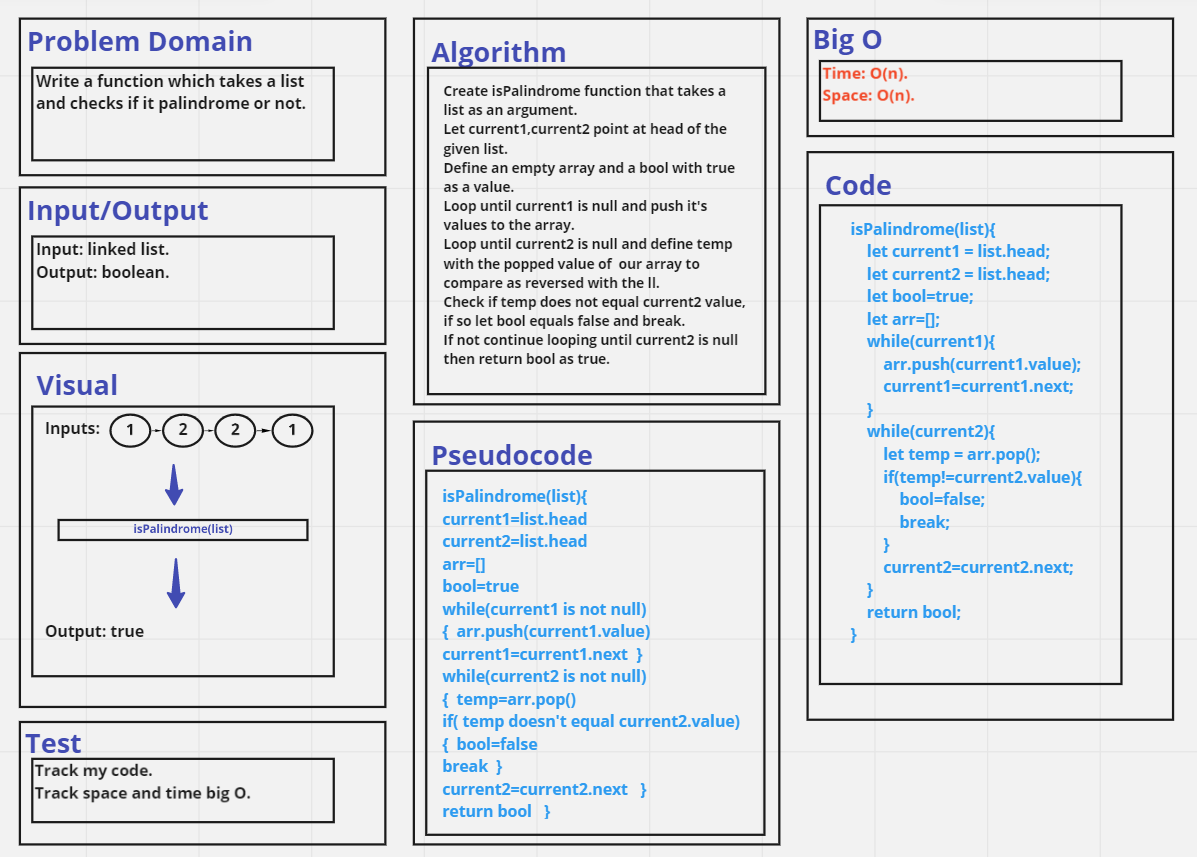 Problem Domain
Write a function which takes a list
and checks if it palindrome or not.
Input/Output
Input: linked list.
Output: boolean.
Visual
Inputs: 1 2 2 1
isPalindrome(list)
Output: true
Test
Track my code.
Track space and time big O.
Algorithm
Create isPalindrome function that takes a
list as an argument.
Let current1,current2 point at head of the
given list.
Define an empty array and a bool with true
as a value.
Loop until current1 is null and push it's
values to the array.
Loop until current2 is null and define temp
with the popped value of  our array to
compare as reversed with the ll.
Check if temp does not equal current2 value,
if so let bool equals false and break.
If not continue looping until current2 is null
then return bool as true.
Pseudocode
isPalindrome(list){
current1=list.head
current2=list.head
arr=[]
bool=true
while(current1 is not null)
{  arr.push(current1.value)
current1=current1.next  }
while(current2 is not null)
{  temp=arr.pop()
if( temp doesn't equal current2.value)
{  bool=false
break  }
current2=current2.next   }
return bool   }
Big O
Time: O(n).
Space: O(n).
Code
isPalindrome(list){
let current1 = list.head;
let current2 = list.head;
let bool=true;
let arr=[];
while(current1){
arr.push(current1.value);
current1=current1.next;
}
while(current2){
let temp = arr.pop();
if(temp!=current2.value){
bool=false;
break;
}
current2=current2.next;
}
return bool;
}